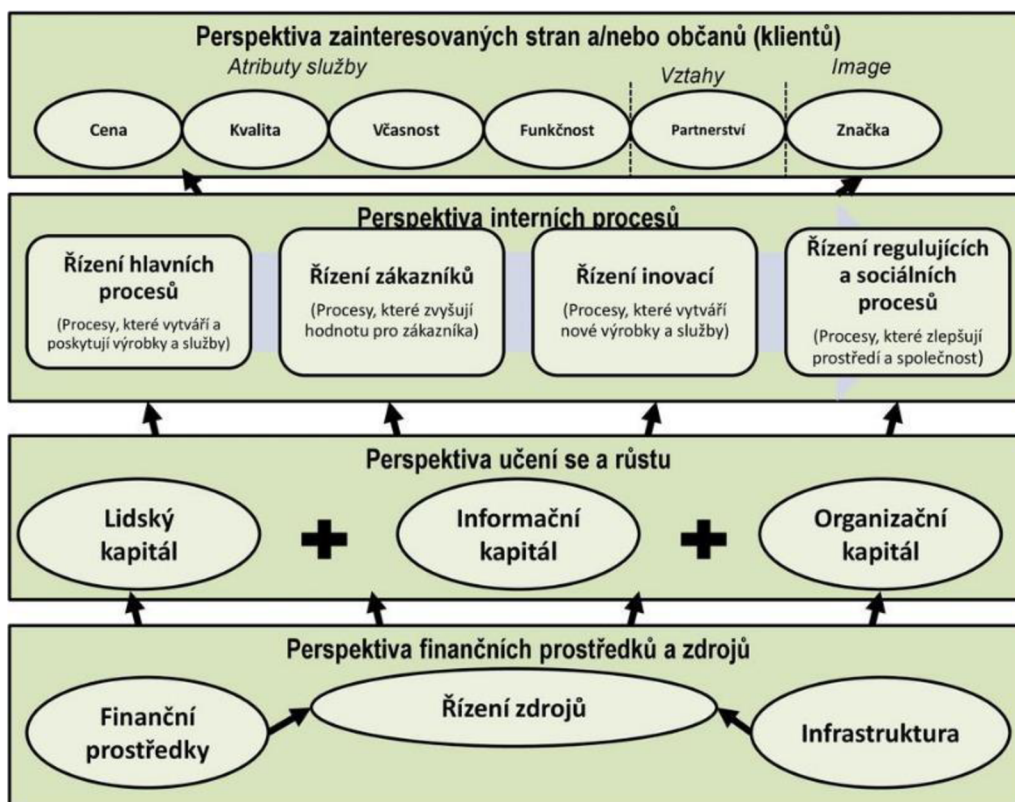 Perspektiva zainteresovaných stran a/nebo občanů (klientů)
Atributy služby
Vztahy
Image
Cena
Kvalita
Včasnost
Funkčnost
Partnerství
Značka
Perspektiva interních procesů
Řízení hlavních
procesů
(Procesy, které vytváří a
poskytují výrobky a služby)
Řízení zákazníků
(Procesy, které zvyšují
hodnotu pro zákazníka)
Řízení inovací
(Procesy, které vytváří
nové výrobky a služby)
Řízení regulujících
a sociálních
procesů
(Procesy, které zlepšují
prostředí a společnost)
Perspektiva učení se a růstu
Lidský
kapitál
Informační
kapitál
Organizační
kapitál
Perspektiva finančních prostředků a zdrojů
Finanční
prostředky
Řízení zdrojů
Infrastruktura